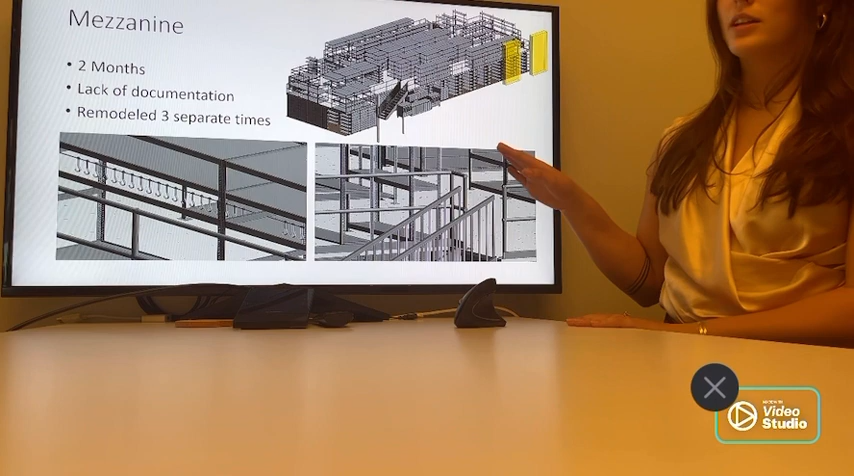 Mezzanine
• 2 Months
• Lack of documentation
• Remodeled 3 separate times
Video
Studio